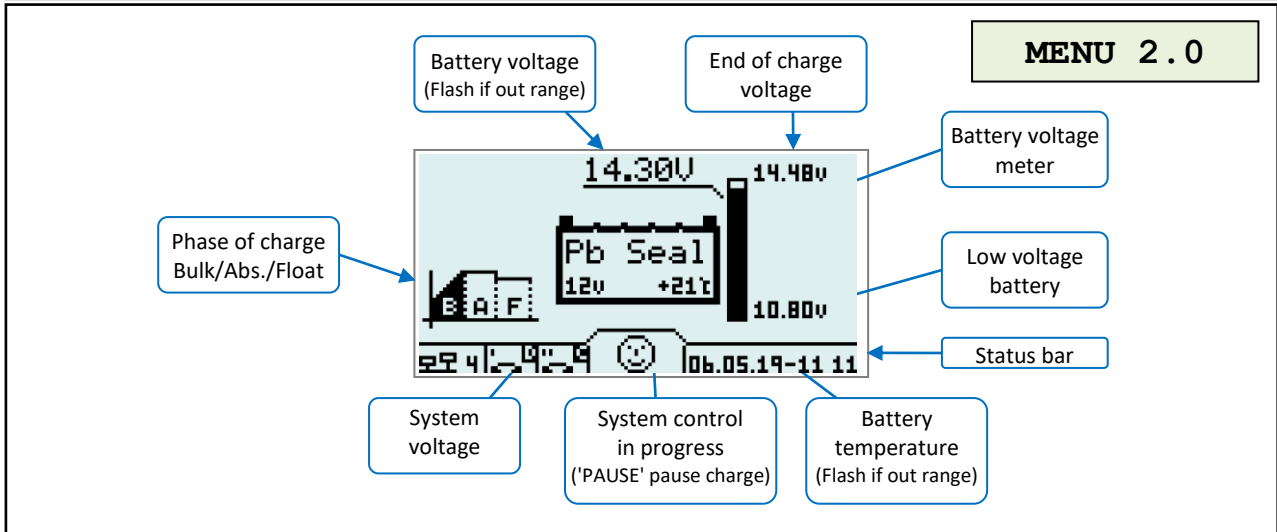 MENU 2.0
Battery voltage
(Flash if out range)
End of charge
voltage
Battery voltage
meter
14.30V
14.48v
Phase of charge
Bulk/Abs./Float
Pb Seal
12v +21℃
Low voltage
battery
B A F
10.80v
Status bar
4
06.05.19-11 11
System
voltage
System control
in progress
('PAUSE' pause charge)
Battery
temperature
(Flash if out range)